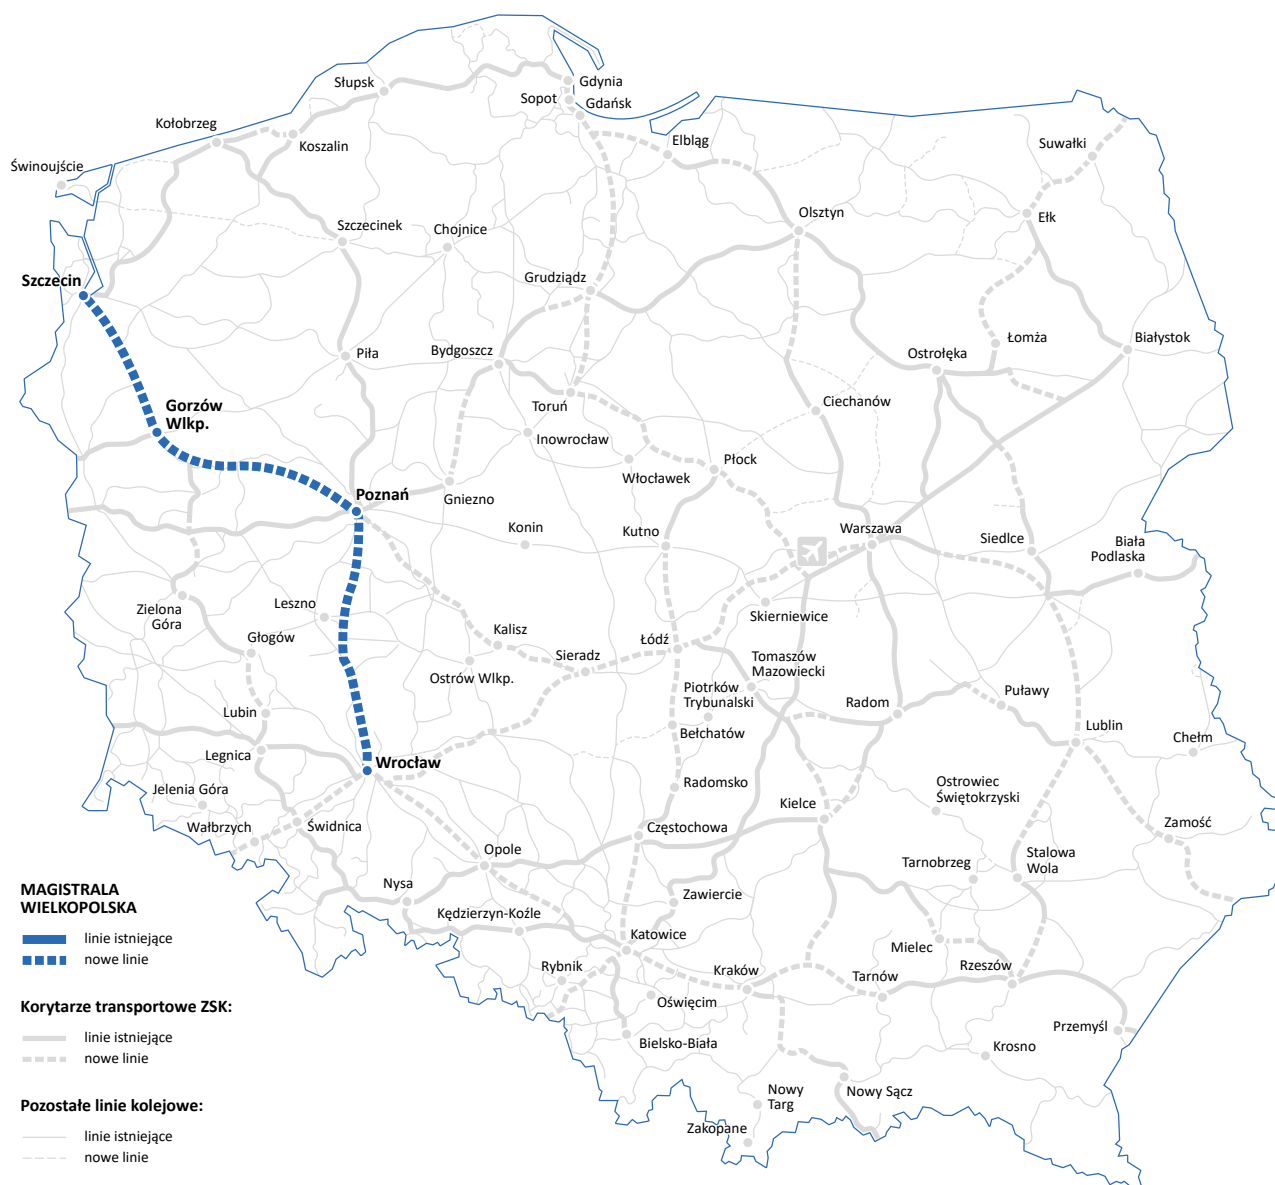 Gdynia
Słupsk
Sopot
Gdańsk
Kołobrzeg
Koszalin
Elbląg
Suwałki
Świnoujście
Olsztyn
Ełk
Szczecinek
Chojnice
Szczecin
Grudziądz
Łomża
Białystok
Piła
Bydgoszcz
Ostrołęka
Gorzów
Wlkp.
Toruń
Ciechanów
Inowrocław
Płock
Włocławek
Poznań
Gniezno
Konin
Kutno
Warszawa
Siedlce
Biała
Podlaska
Zielona
Góra
Leszno
Skierniewice
Głogów
Kalisz
Sieradz
Łódź
Tomaszów
Mazowiecki
Ostrów Wlkp.
Piotrków
Trybunalski
Radom
Puławy
Lubin
Bełchatów
Lublin
Chełm
Legnica
Wrocław
Jelenia Góra
Radomsko
Kielce
Ostrowiec
Świętokrzyski
Wałbrzych
Świdnica
Częstochowa
Zamość
Opole
Tarnobrzeg
Stalowa
Wola
Nysa
Zawiercie
Kędzierzyn-Koźle
Katowice
Mielec
Rybnik
Kraków
Tarnów
Rzeszów
Oświęcim
Przemyśl
Bielsko-Biała
Krosno
Nowy
Targ
Nowy Sącz
Zakopane
MAGISTRALA
WIELKOPOLSKA
linie istniejące
nowe linie
Korytarze transportowe ZSK:
linie istniejące
nowe linie
Pozostałe linie kolejowe:
linie istniejące
nowe linie